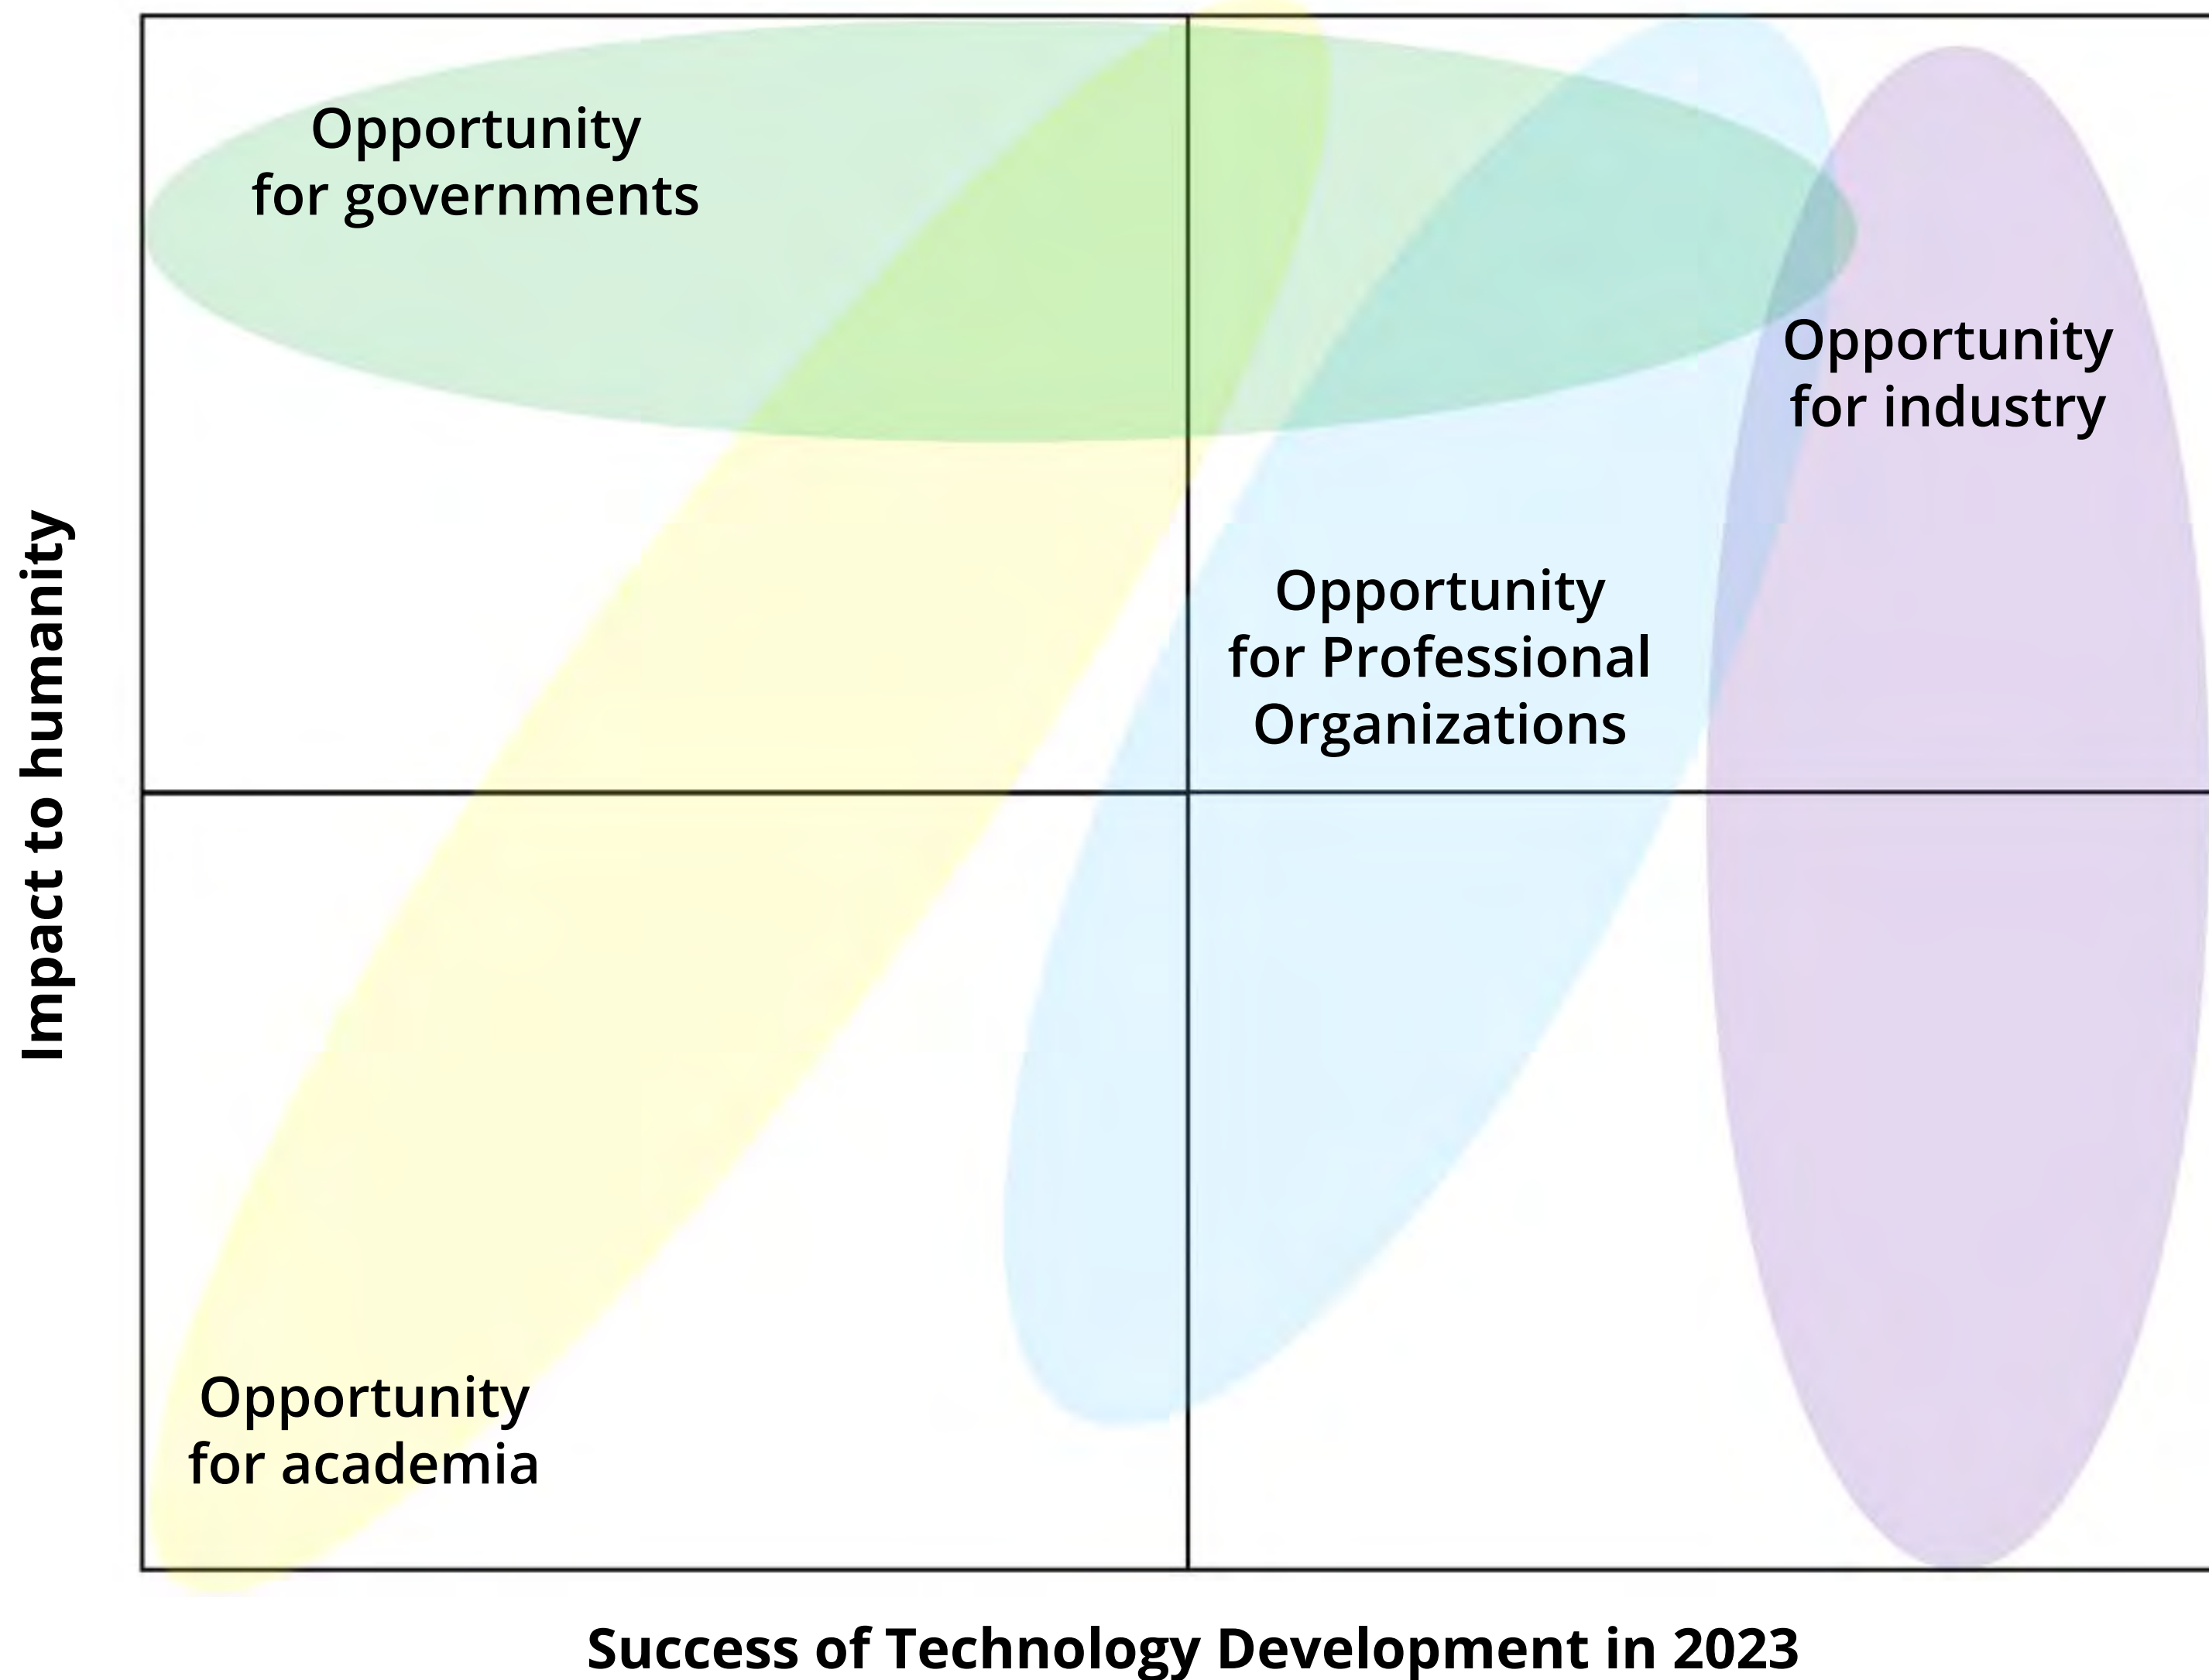 Opportunity
for governments
Opportunity
for industry
Opportunity
for Professional
Organizations
Impact to humanity
Opportunity
for academia
Success of Technology Development in 2023